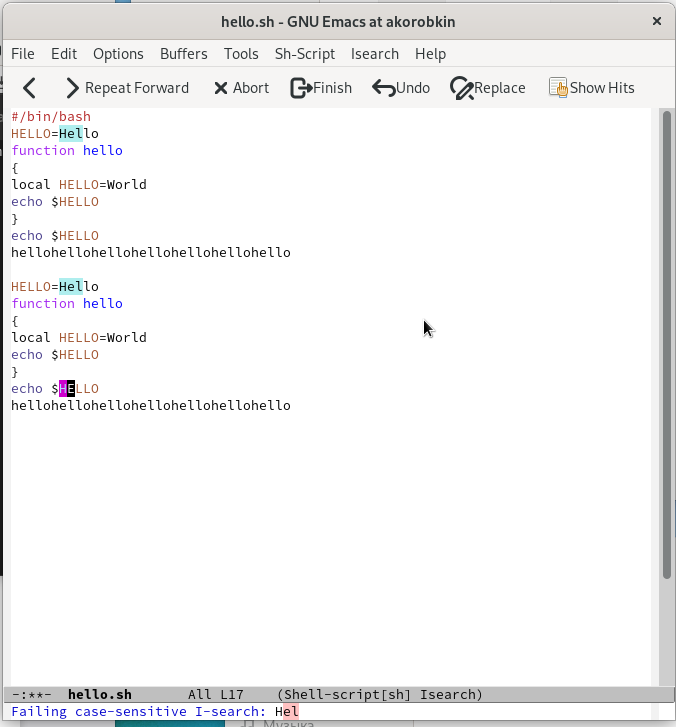 hello.sh - GNU Emacs at akorobkin ×
File Edit Options Buffers Tools Sh-Script Isearch Help
Repeat Forward Abort Finish Undo Replace Show Hits
#/bin/bash
HELLO=Hello
function hello
{
local HELLO=World
echo $HELLO
}
echo $HELLO
hellohellohellohellohellohellohello
HELLO=Hello
function hello
{
local HELLO=World
echo $HELLO
}
echo $HELLO
hellohellohellohellohellohellohello
-:**- hello.sh All L17 (Shell-script[sh] Isearch)
Failing case-sensitive I-search: Hel
Музыка